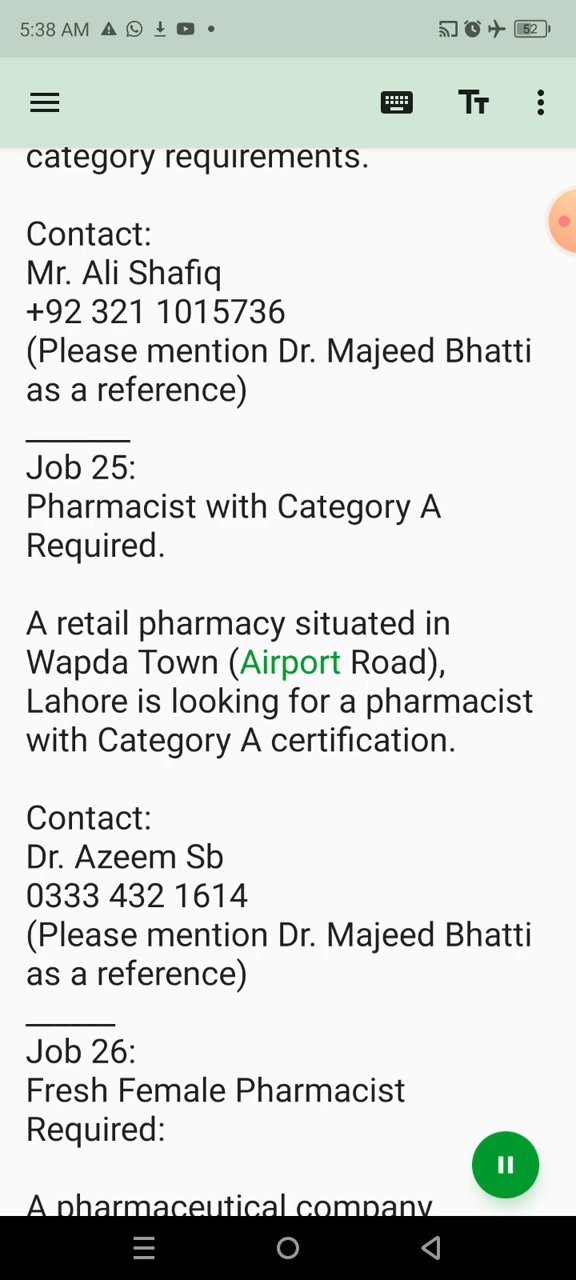 5:38 AM
52
TT
category requirements.
Contact:
Mr. Ali Shafiq
+92 321 1015736
(Please mention Dr. Majeed Bhatti
as a reference)
_______
Job 25:
Pharmacist with Category A
Required.
A retail pharmacy situated in
Wapda Town (Airport Road),
Lahore is looking for a pharmacist
with Category A certification.
Contact:
Dr. Azeem Sb
0333 432 1614
(Please mention Dr. Majeed Bhatti
as a reference)
______
Job 26:
Fresh Female Pharmacist
Required:
A pharmaceutical company